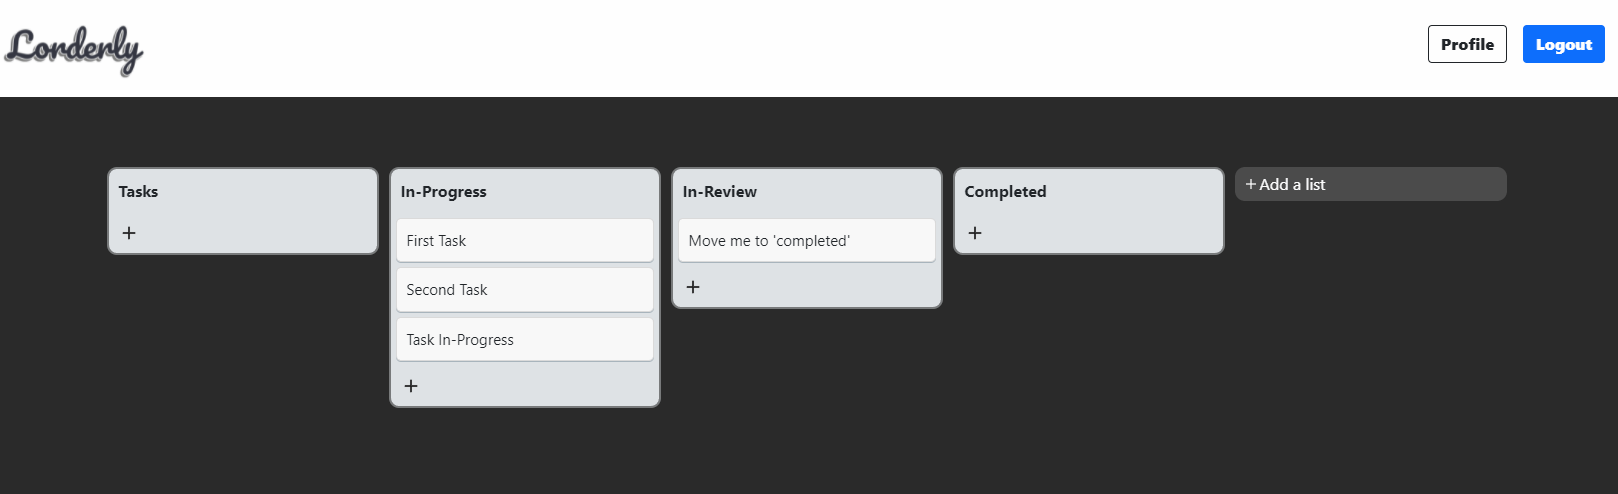 Lorderly
Profile
Logout
Tasks
+
In-Progress
First Task
Second Task
Task In-Progress
+
In-Review
Move me to 'completed'
+
Completed
+
+ Add a list